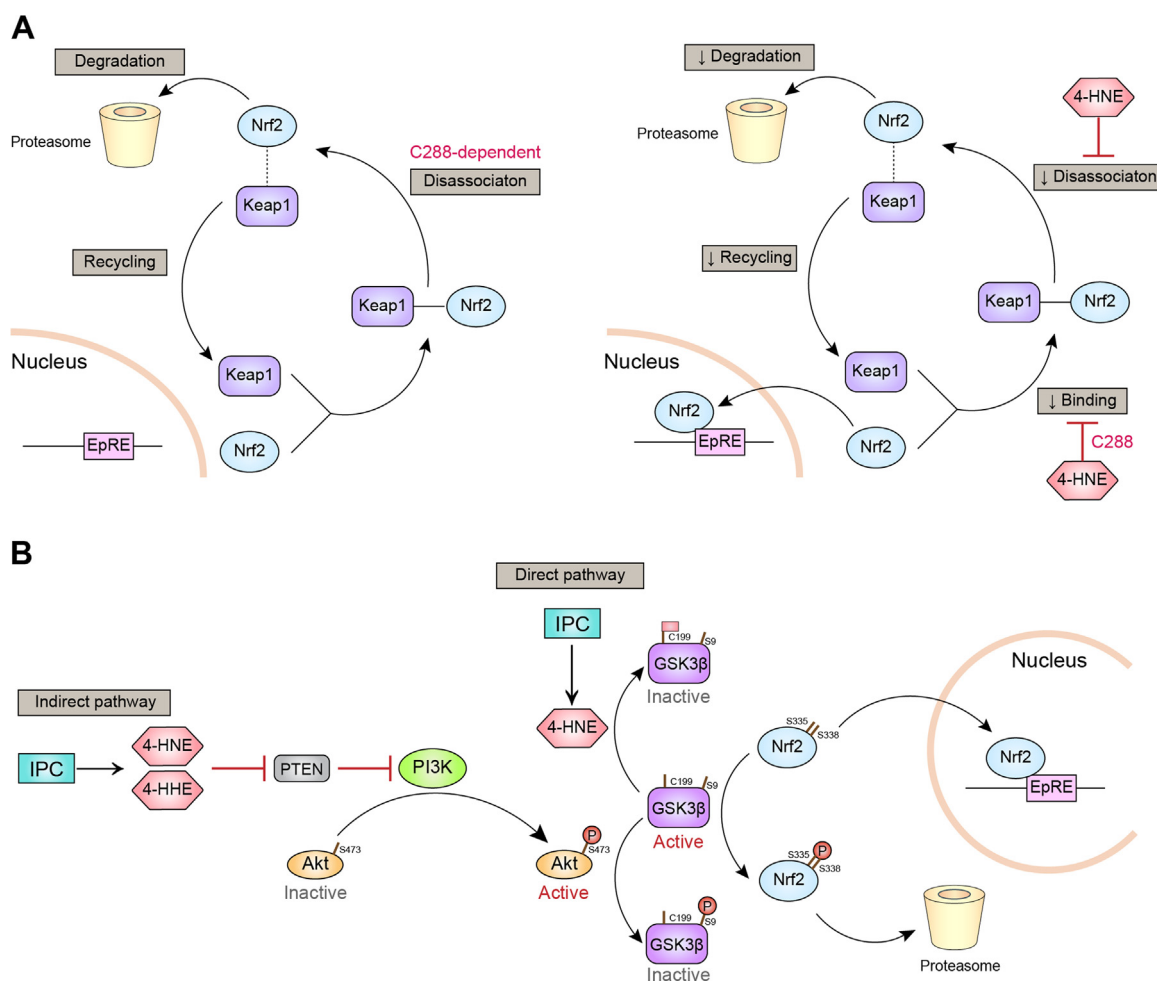 A
Degradation
Proteasome
Nrf2
C288-dependent
Disassociaton
Keap1
Recycling
Keap1
Nrf2
Nucleus
Keap1
EpRE
Nrf2
↓ Degradation
4-HNE
Proteasome
Nrf2
↓ Disassociaton
Keap1
↓ Recycling
Keap1
Nrf2
Nucleus
Keap1
Nrf2
↓ Binding
EpRE
Nrf2
C288
4-HNE
B
Direct pathway
IPC
C199
S9
GSK3β
Inactive
Nucleus
Indirect pathway
4-HNE
4-HNE
S335
S338
Nrf2
Nrf2
IPC
PTEN
PI3K
4-HHE
C199
S9
GSK3β
Active
EpRE
S473
Akt
Inactive
P
S473
Akt
Active
S335
P
S338
Nrf2
P
C199
S9
GSK3β
Inactive
Proteasome